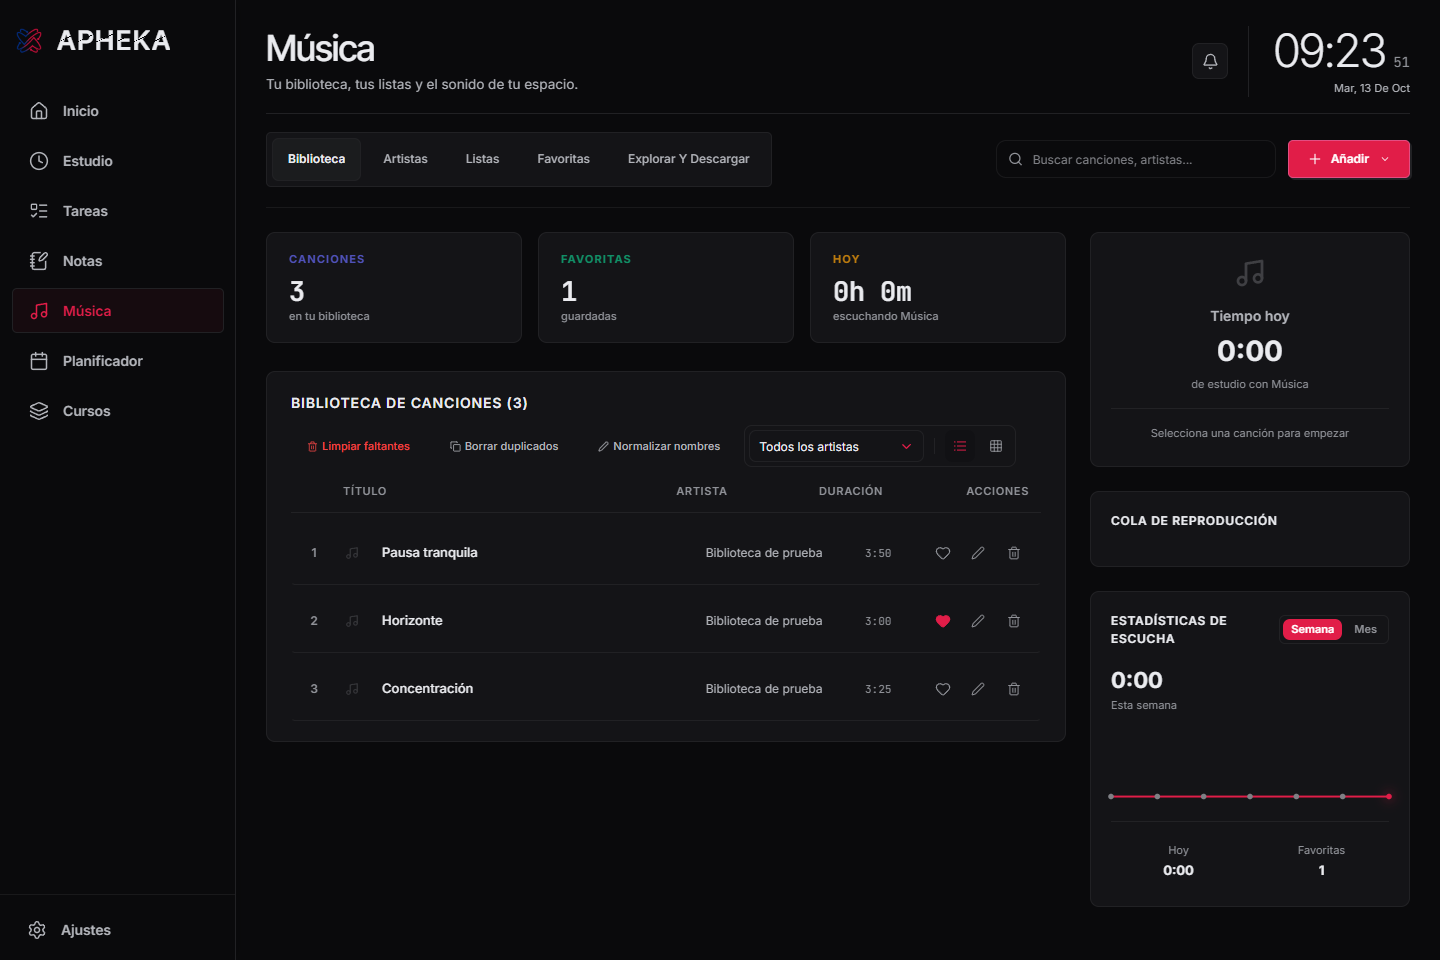 APHEKA
Inicio
Estudio
Tareas
Notas
Música
Planificador
Cursos
Ajustes
Música
Tu biblioteca, tus listas y el sonido de tu espacio.
09:23 51
Mar, 13 De Oct
Biblioteca
Artistas
Listas
Favoritas
Explorar Y Descargar
Buscar canciones, artistas...
Añadir
CANCIONES
3
en tu biblioteca
FAVORITAS
1
guardadas
HOY
0h 0m
escuchando Música
BIBLIOTECA DE CANCIONES (3)
Limpiar faltantes
Borrar duplicados
Normalizar nombres
Todos los artistas
TÍTULO ARTISTA DURACIÓN ACCIONES
1 Pausa tranquila Biblioteca de prueba 3:50
2 Horizonte Biblioteca de prueba 3:00
3 Concentración Biblioteca de prueba 3:25
Tiempo hoy
0:00
de estudio con Música
Selecciona una canción para empezar
COLA DE REPRODUCCIÓN
ESTADÍSTICAS DE
ESCUCHA
Semana Mes
0:00
Esta semana
Hoy
0:00
Favoritas
1